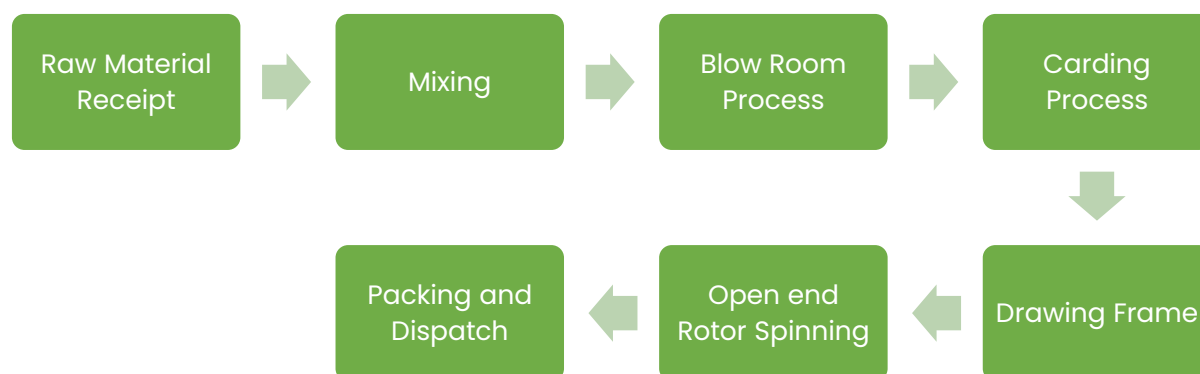 Raw Material
Receipt
Mixing
Blow Room
Process
Carding
Process
Drawing Frame
Open end
Rotor Spinning
Packing and
Dispatch